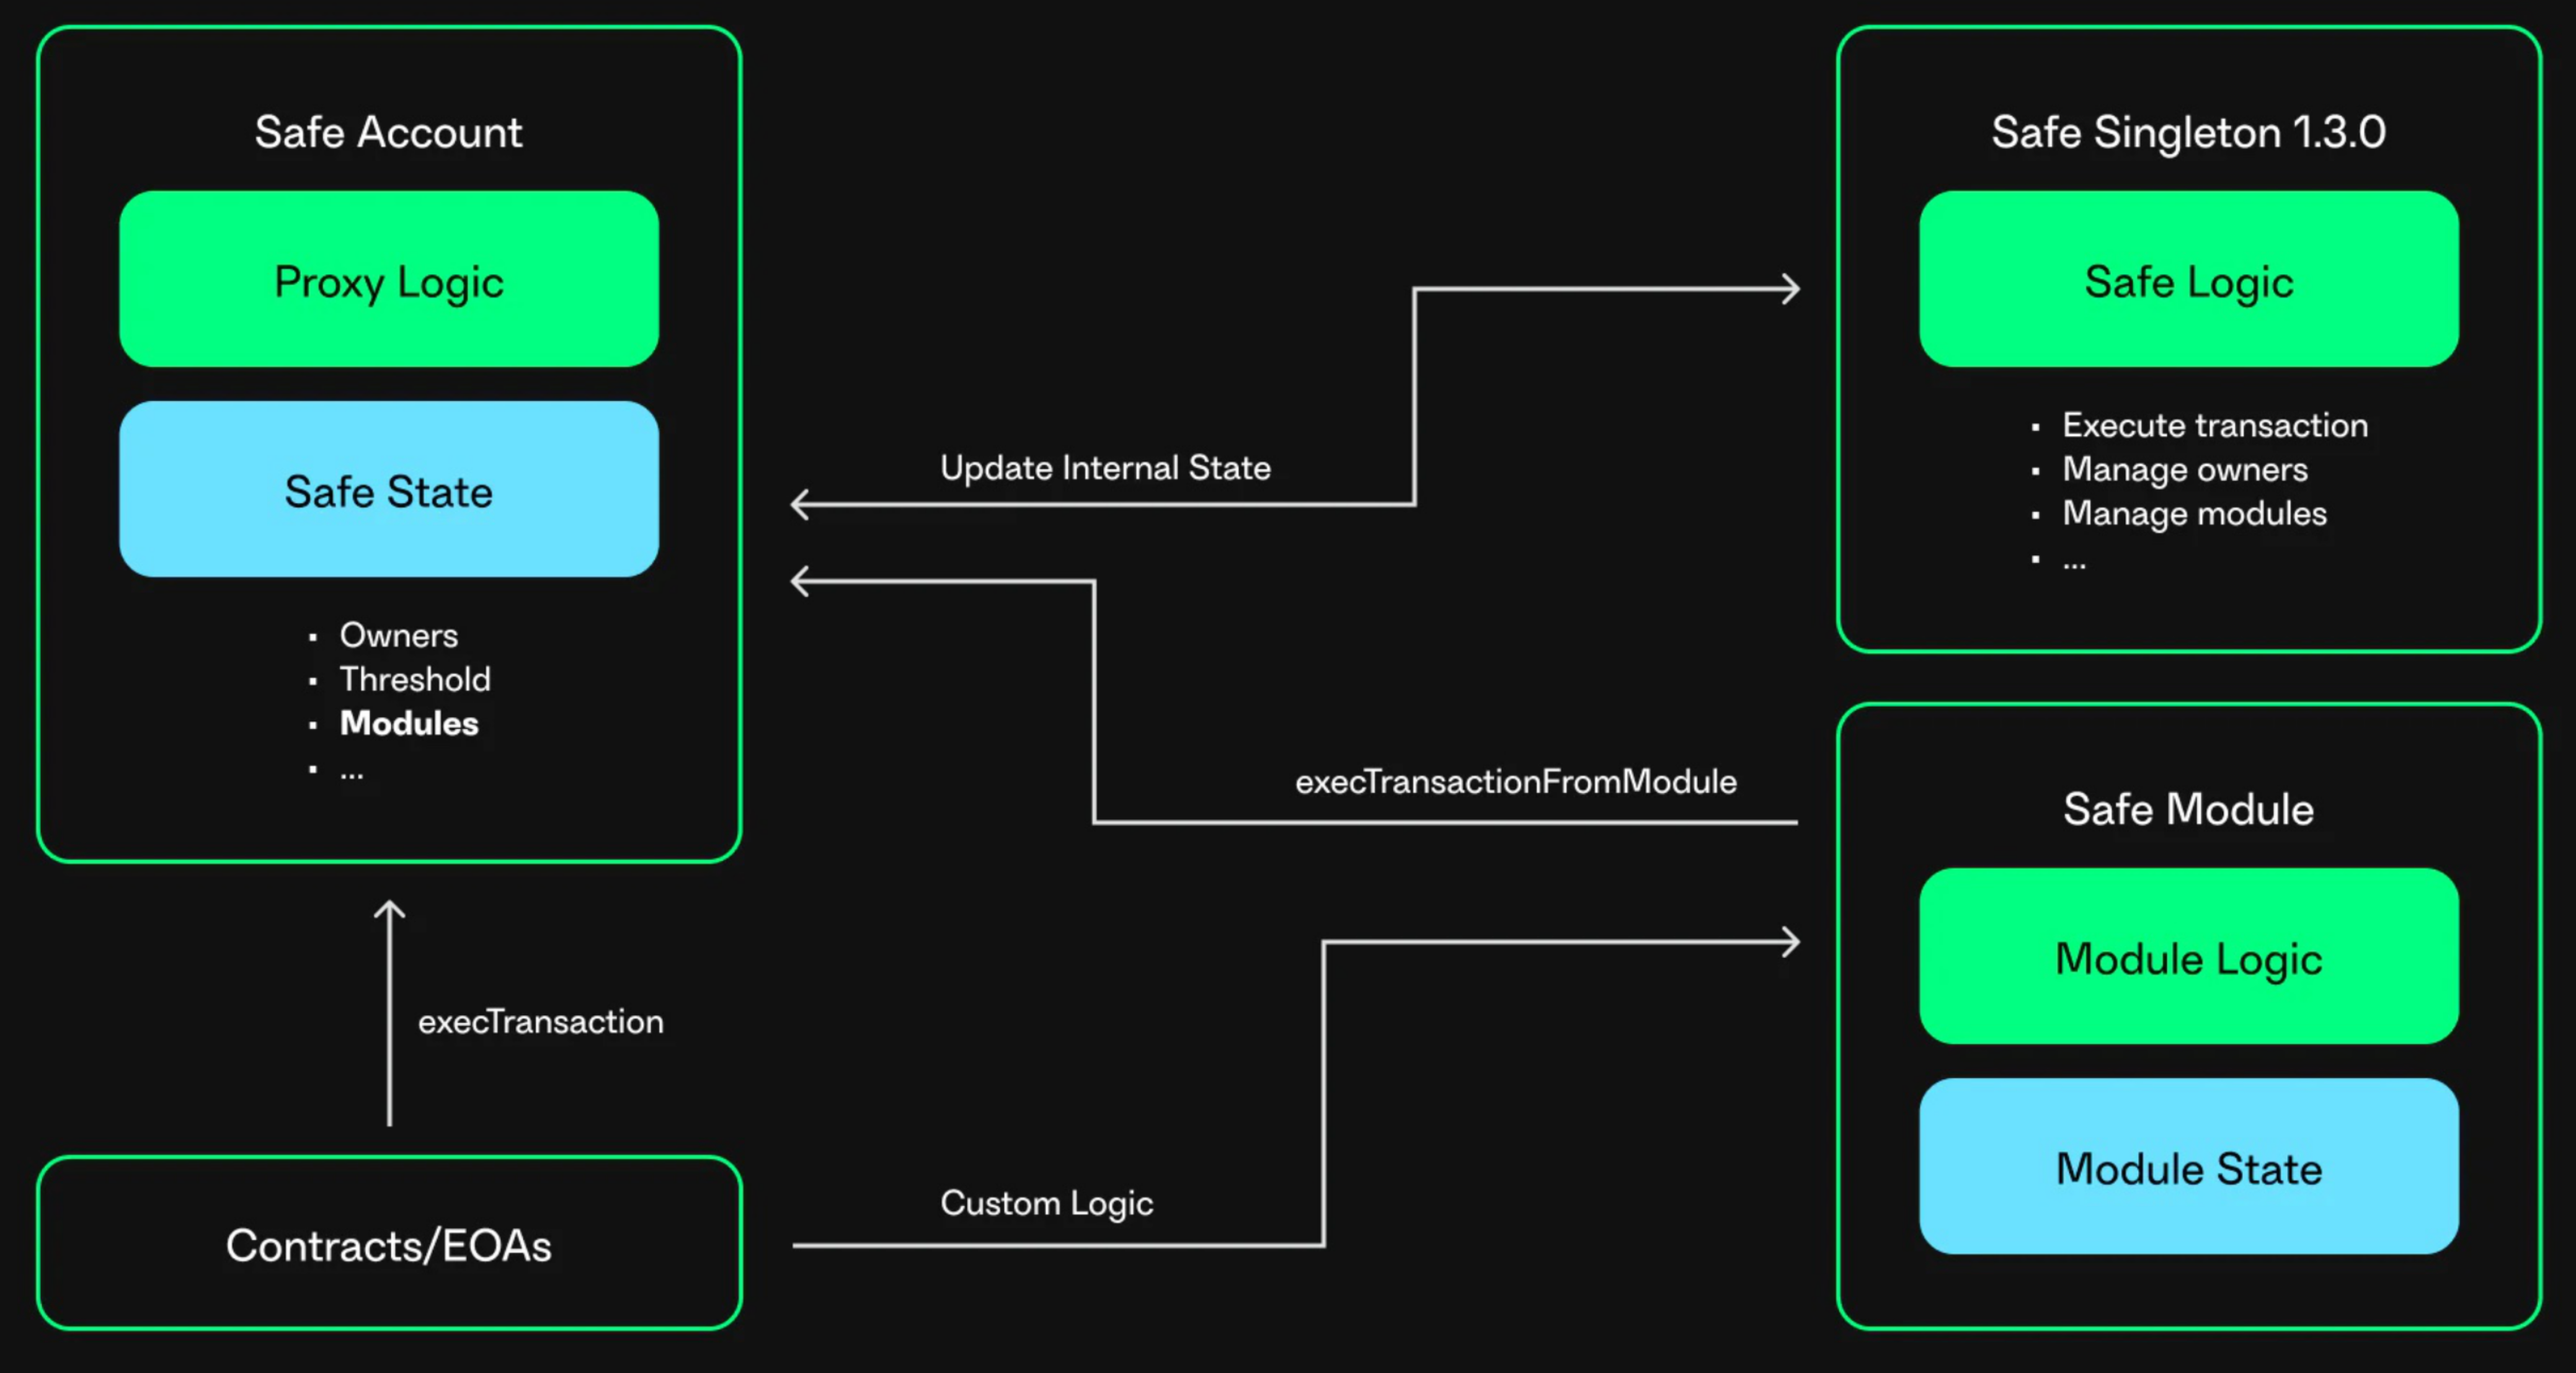 Safe Account
Proxy Logic
Safe State
▪ Owners
▪ Threshold
▪ Modules
▪ ...
execTransaction
Contracts/EOAs
Update Internal State
execTransactionFromModule
Custom Logic
Safe Singleton 1.3.0
Safe Logic
▪ Execute transaction
▪ Manage owners
▪ Manage modules
▪ ...
Safe Module
Module Logic
Module State